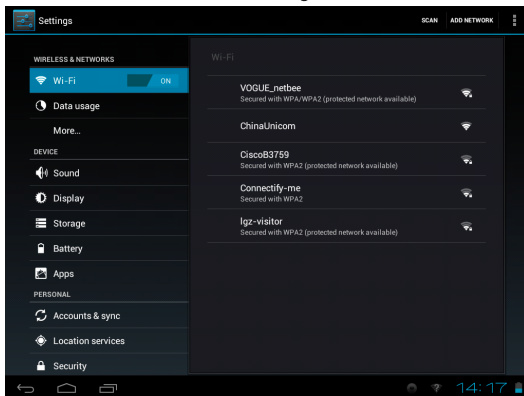 Settings
SCAN
ADD NETWORK
WIRELESS & NETWORKS
Wi-Fi
ON
Data usage
More...
DEVICE
Sound
Display
Storage
Battery
Apps
PERSONAL
Accounts & sync
Location services
Security
Wi-Fi
VOGUE_netbee
Secured with WPA/WPA2 (protected network available)
ChinaUnicom
CiscoB3759
Secured with WPA2 (protected network available)
Connectify-me
Secured with WPA2
lgz-visitor
Secured with WPA2 (protected network available)
14:17